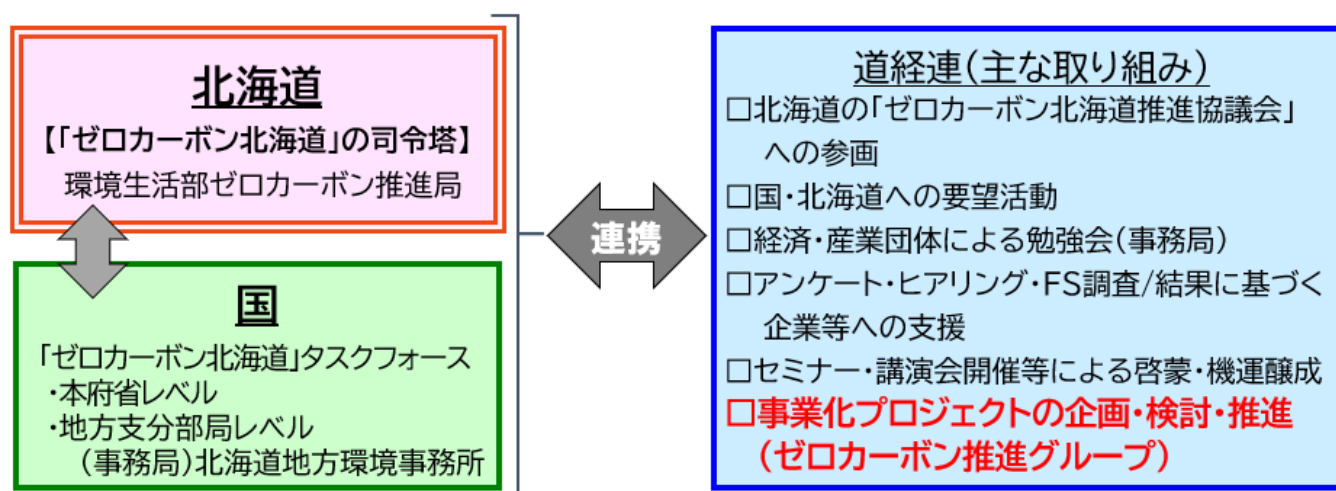 北海道
【「ゼロカーボン北海道」の司令塔】
環境生活部ゼロカーボン推進局
国
「ゼロカーボン北海道」タスクフォース
・本府省レベル
・地方支分部局レベル
(事務局)北海道地方環境事務所
連携
道経連(主な取り組み)
□北海道の「ゼロカーボン北海道推進協議会」
への参画
□国・北海道への要望活動
□経済・産業団体による勉強会(事務局)
□アンケート・ヒアリング・FS調査/結果に基づく
企業等への支援
□セミナー・講演会開催等による啓蒙・機運醸成
□事業化プロジェクトの企画・検討・推進
(ゼロカーボン推進グループ)